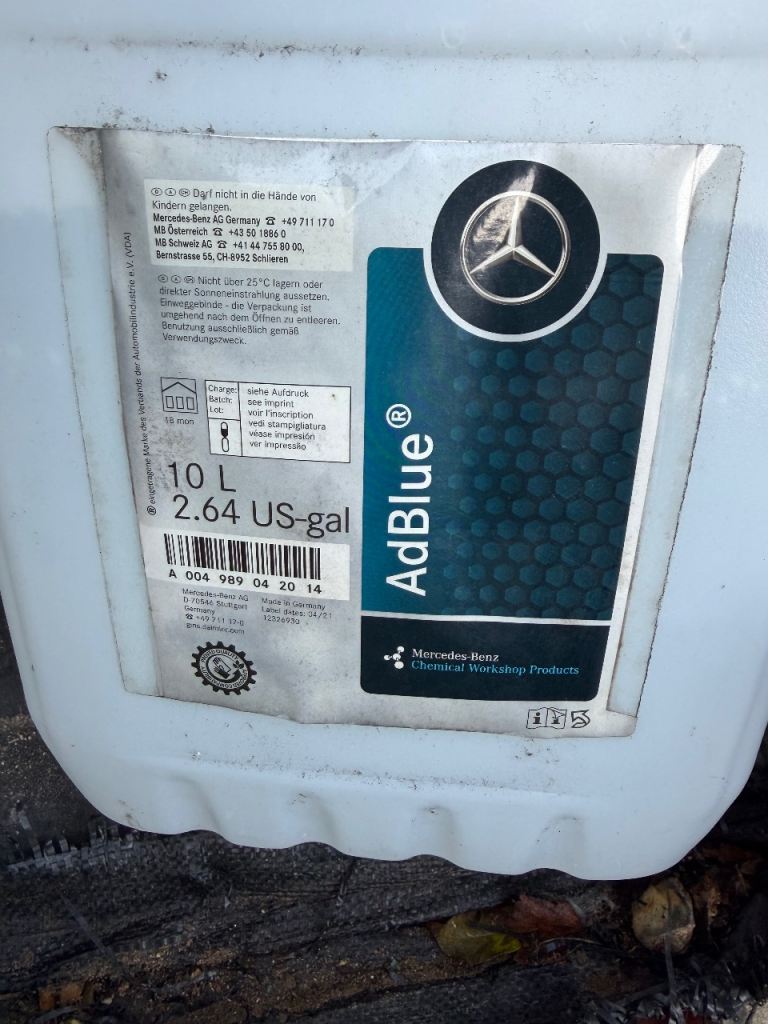 Ⓓ Ⓐ ⒸⒽ Darf nicht in die Hände von
Kindern gelangen.
Mercedes-Benz AG Germany ☎ +49 711 17 0
MB Österreich ☎ +43 50 1886 0
MB Schweiz AG ☎ +41 44 755 80 00,
Bernstrasse 55, CH-8952 Schlieren
Ⓓ Ⓐ ⒸⒽ Nicht über 25°C lagern oder
direkter Sonneneinstrahlung aussetzen.
Einweggebinde - die Verpackung ist
umgehend nach dem Öffnen zu entleeren.
Benutzung ausschließlich gemäß
Verwendungszweck.
® eingetragene Marke des Verbands der Automobilindustrie e.V. (VDA)
18 mon
Charge:
Batch:
Lot:
siehe Aufdruck
see imprint
voir l'inscription
vedi stampigliatura
véase impresión
ver impressão
10 L
2.64 US-gal
A 004 989 04 20 14
Mercedes-Benz AG
D-70546 Stuttgart
Germany
☎ +49 711 17-0
gms.daimler.com
Made in Germany
Label dates: 04/21
12326930
AdBlue®
Mercedes-Benz
Chemical Workshop Products